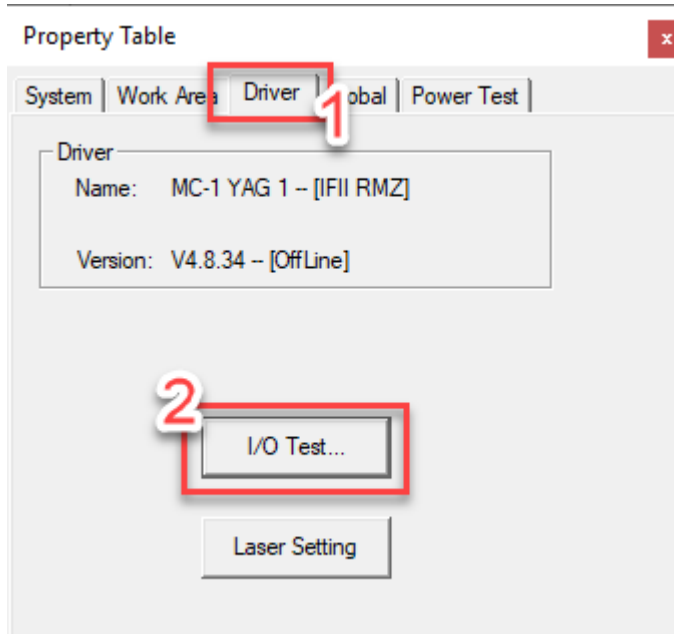 Property Table
x
System Work Area Driver obal Power Test
1
Driver
Name: MC-1 YAG 1 -- [IFII RMZ]
Version: V4.8.34 -- [OffLine]
2
I/O Test...
Laser Setting